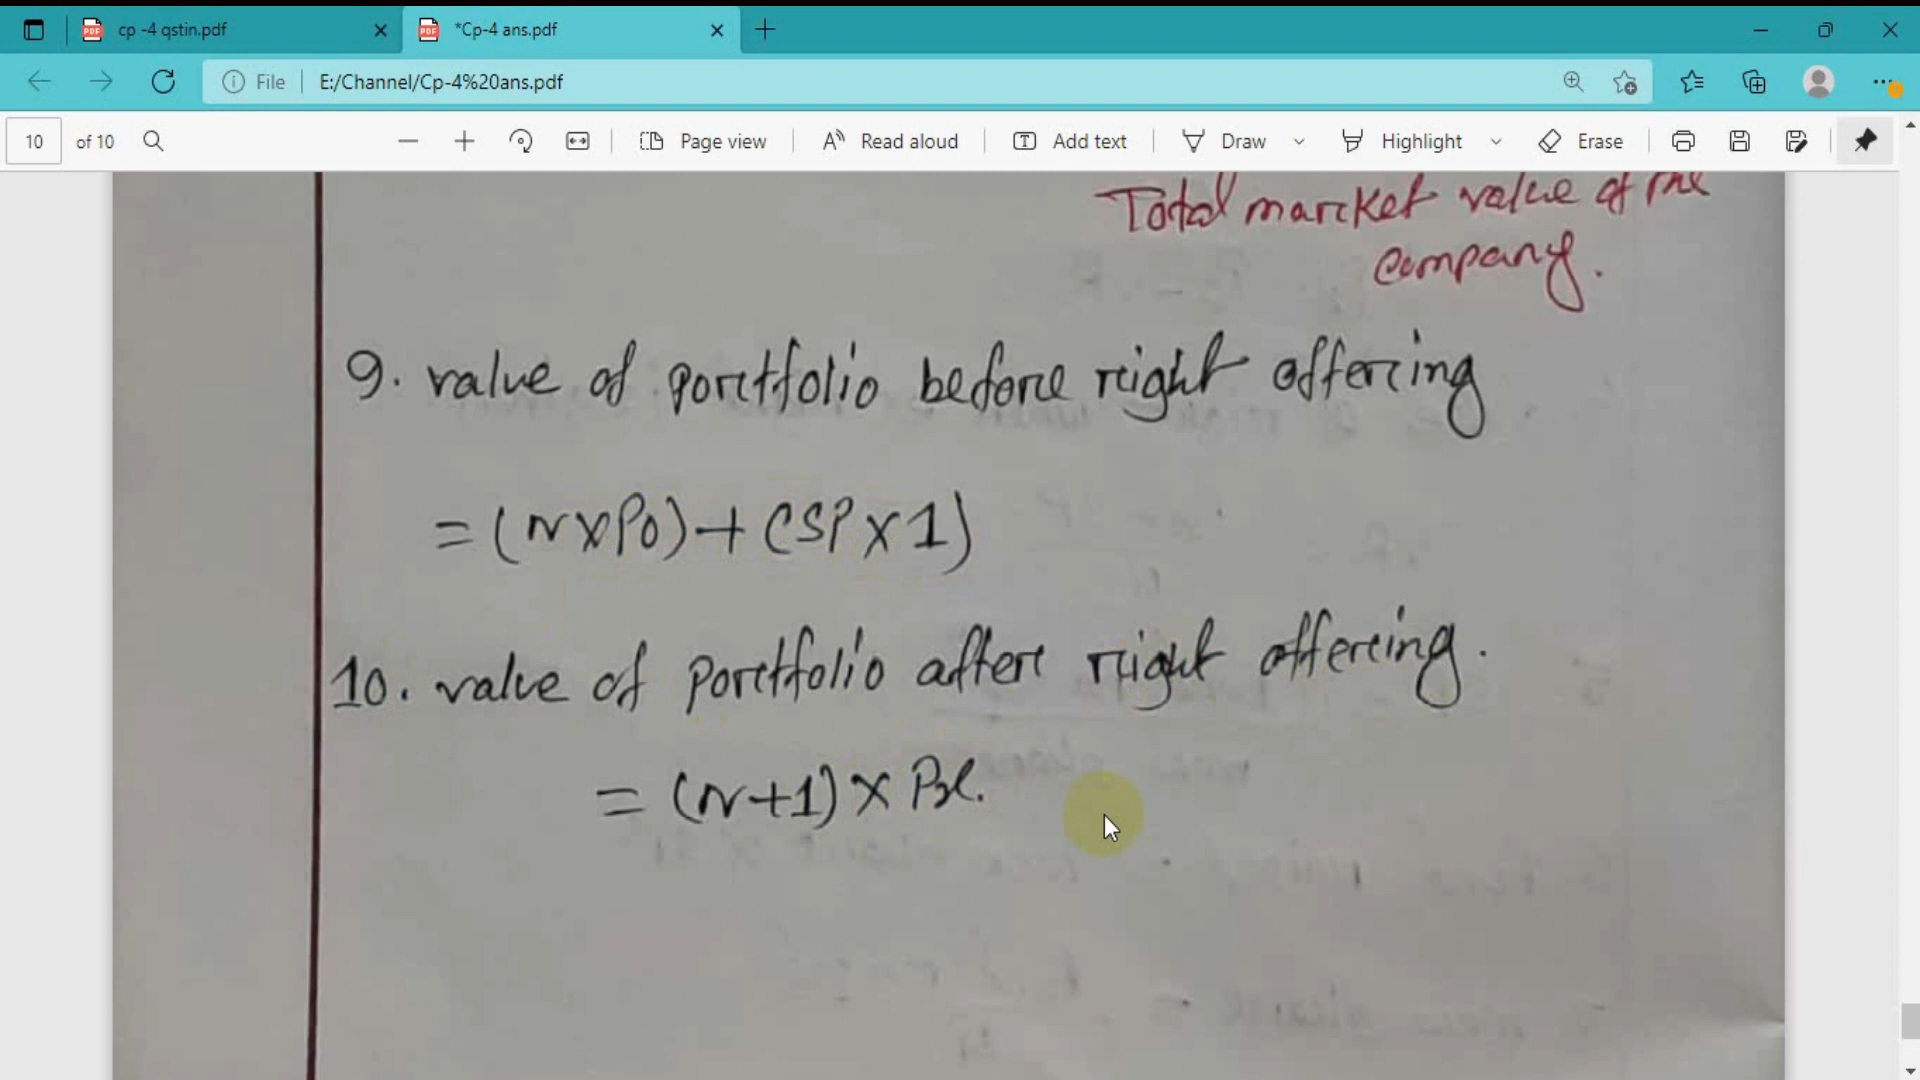 cp -4 qstin.pdf
*Cp-4 ans.pdf
File
E:/Channel/Cp-4%20ans.pdf
10 of 10
Page view
Read aloud
Add text
Draw
Highlight
Erase
Total market value of the
company.
9. value of portfolio before right offering
= (N×P0)+(SP×1)
10. value of portfolio after right offering.
= (N+1)×Px.